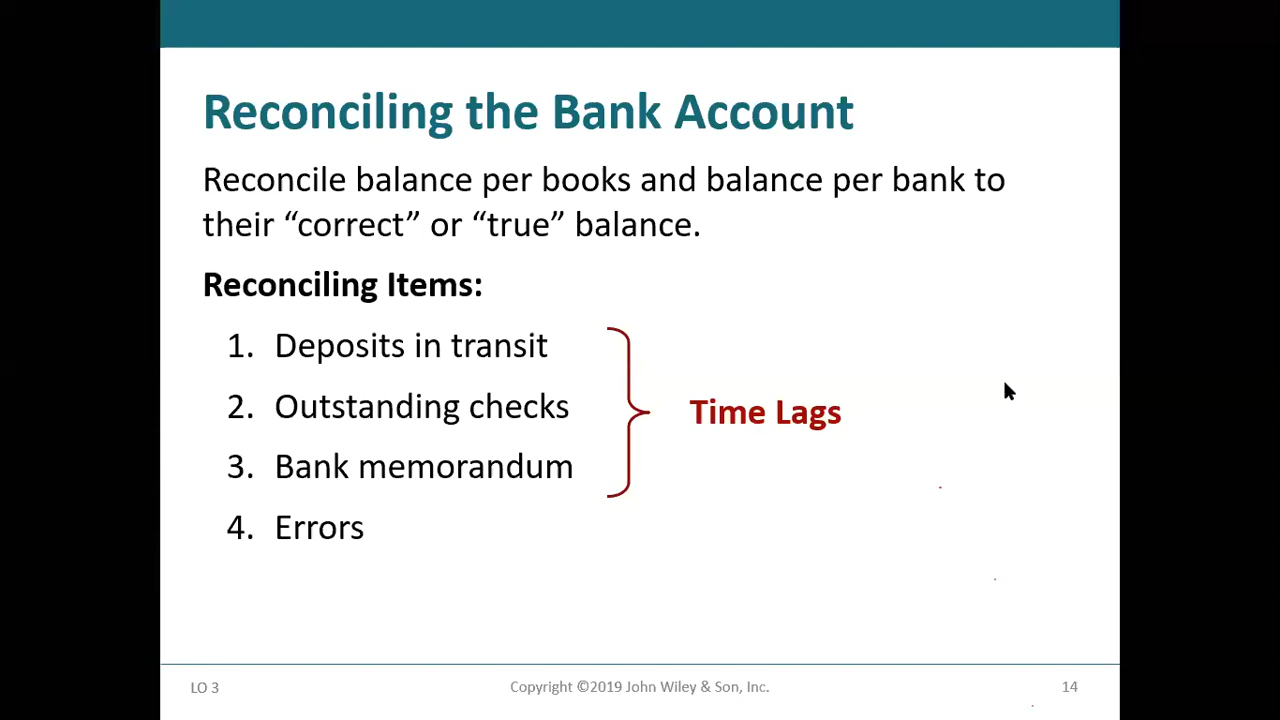 Reconciling the Bank Account
Reconcile balance per books and balance per bank to
their “correct” or “true” balance.
Reconciling Items:
1. Deposits in transit
2. Outstanding checks
Time Lags
3. Bank memorandum
4. Errors
LO 3
Copyright ©2019 John Wiley & Son, Inc.
14